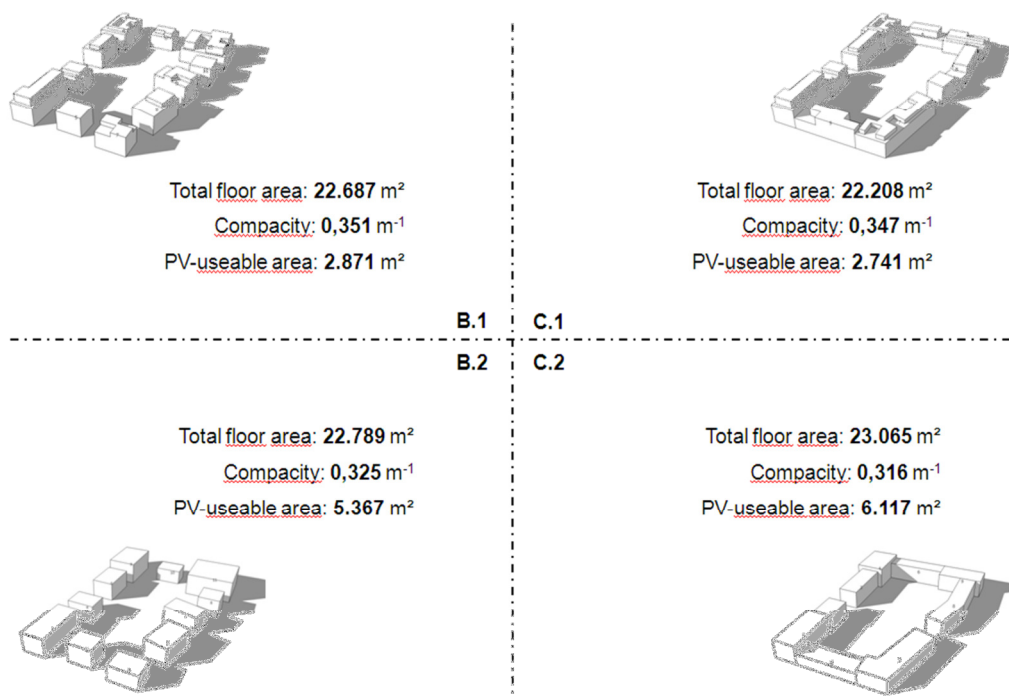 Total floor area: 22.687 m²
Compacity: 0,351 m⁻¹
PV-useable area: 2.871 m²
B.1
Total floor area: 22.208 m²
Compacity: 0,347 m⁻¹
PV-useable area: 2.741 m²
C.1
B.2
Total floor area: 22.789 m²
Compacity: 0,325 m⁻¹
PV-useable area: 5.367 m²
C.2
Total floor area: 23.065 m²
Compacity: 0,316 m⁻¹
PV-useable area: 6.117 m²